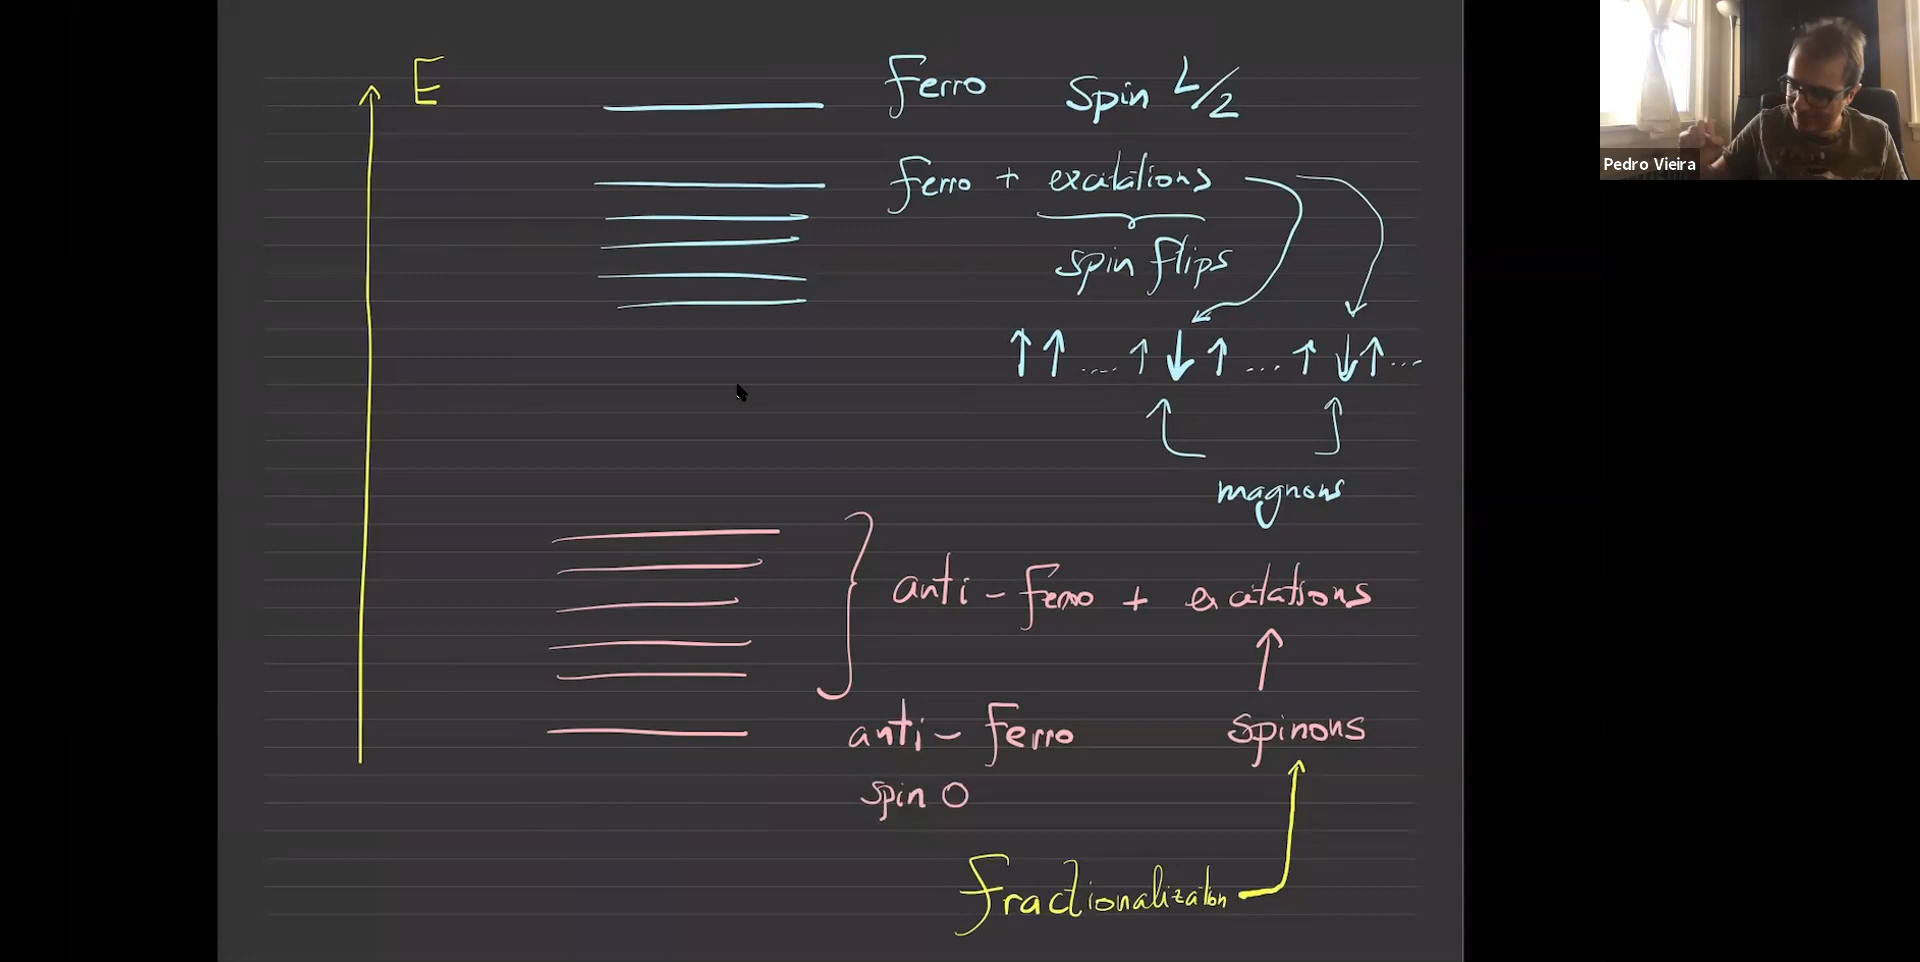 E
Ferro Spin L/2
Ferro + excitations
spin flips
↑↑ .... ↑↓↑ ... ↑↓↑ ...
magnons
anti-Ferro + excitations
anti-Ferro
spinons
spin 0
Fractionalization
Pedro Vieira